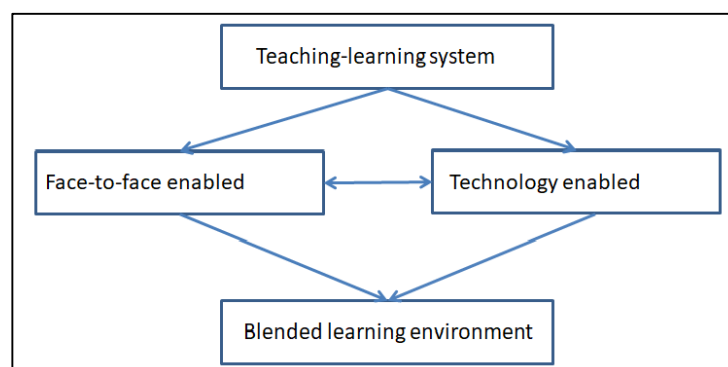 Teaching-learning system
Face-to-face enabled
Technology enabled
Blended learning environment